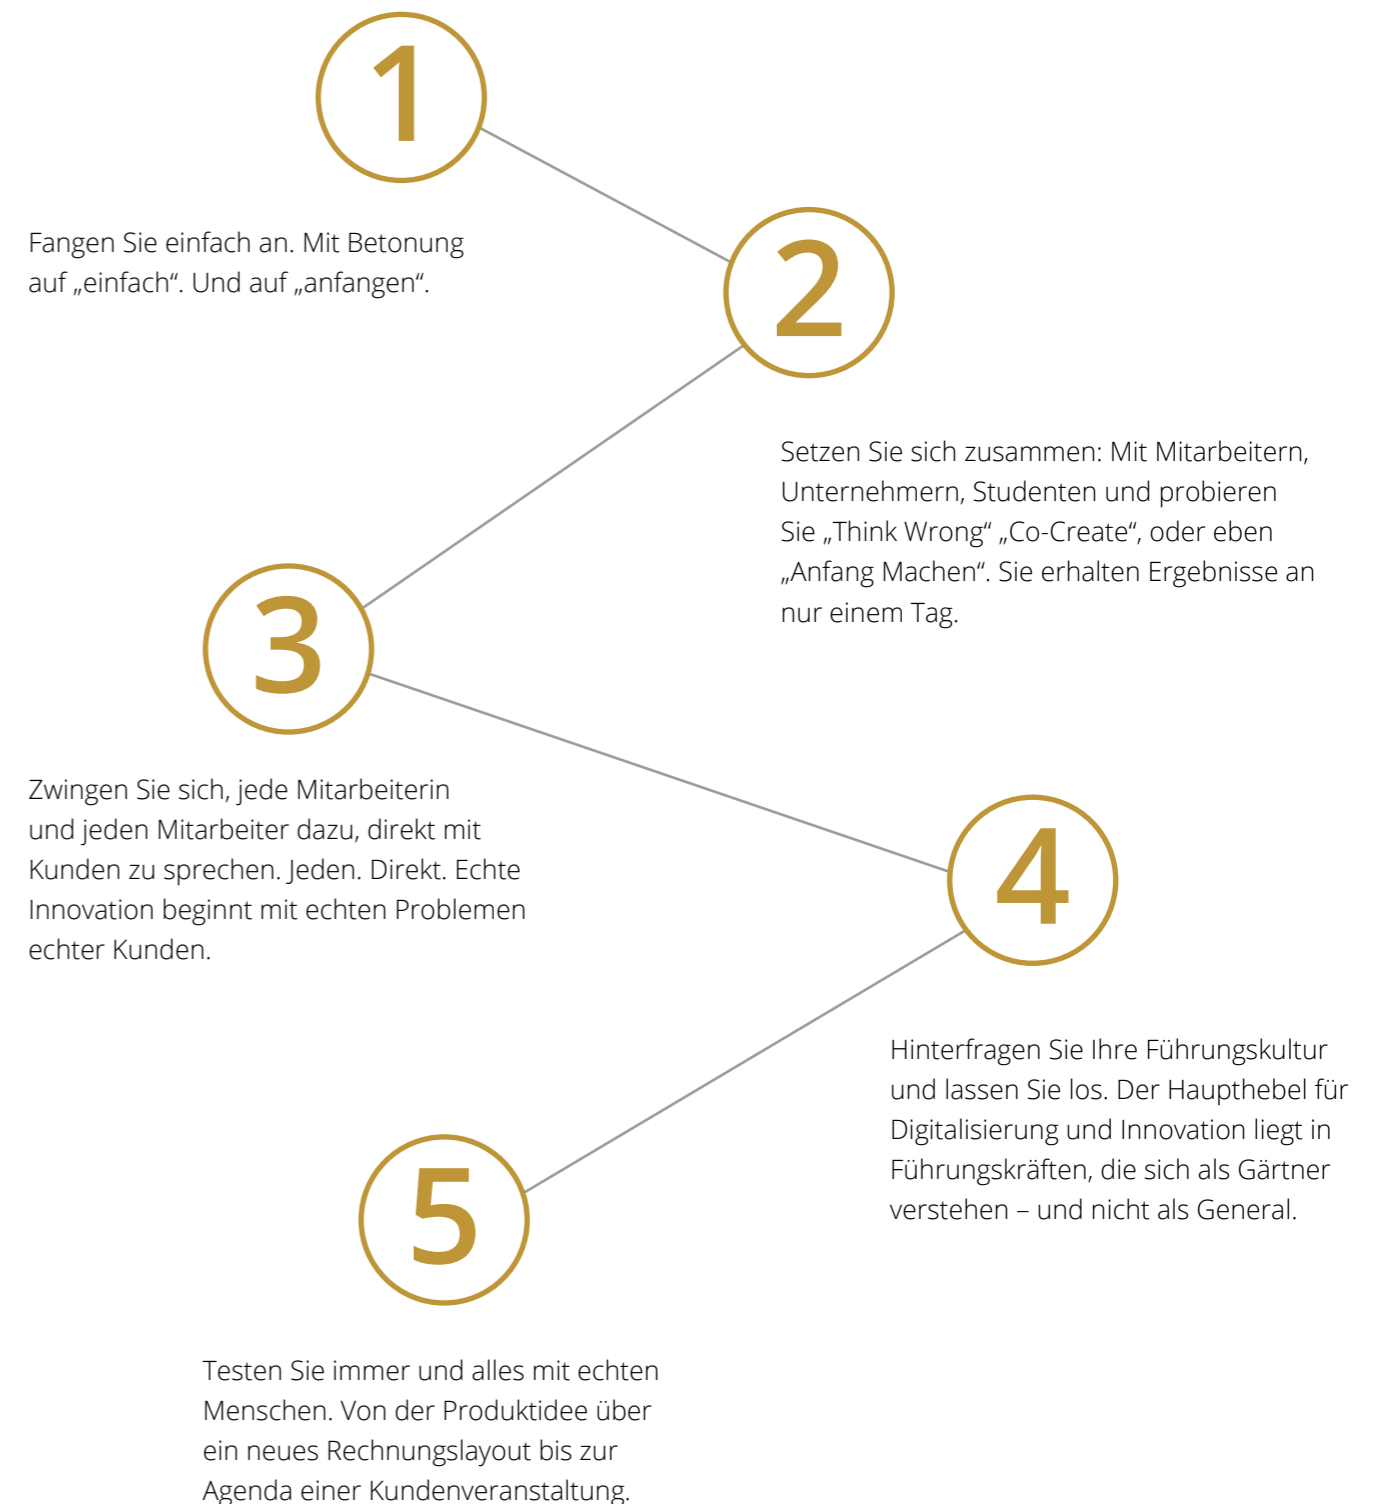 1
Fangen Sie einfach an. Mit Betonung
auf „einfach“. Und auf „anfangen“.
2
Setzen Sie sich zusammen: Mit Mitarbeitern,
Unternehmern, Studenten und probieren
Sie „Think Wrong“ „Co-Create“, oder eben
„Anfang Machen“. Sie erhalten Ergebnisse an
nur einem Tag.
3
Zwingen Sie sich, jede Mitarbeiterin
und jeden Mitarbeiter dazu, direkt mit
Kunden zu sprechen. Jeden. Direkt. Echte
Innovation beginnt mit echten Problemen
echter Kunden.
4
Hinterfragen Sie Ihre Führungskultur
und lassen Sie los. Der Haupthebel für
Digitalisierung und Innovation liegt in
Führungskräften, die sich als Gärtner
verstehen – und nicht als General.
5
Testen Sie immer und alles mit echten
Menschen. Von der Produktidee über
ein neues Rechnungslayout bis zur
Agenda einer Kundenveranstaltung.